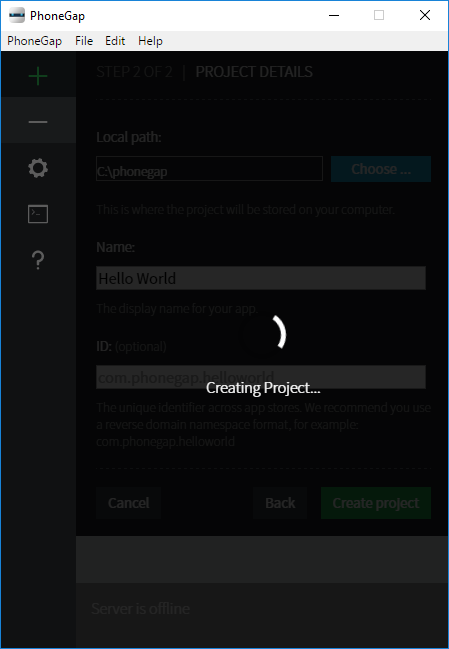 PhoneGap
PhoneGap File Edit Help
STEP 2 OF 2 | PROJECT DETAILS
Local path:
C:\phonegap
Choose ...
This is where the project will be stored on your computer.
Name:
Hello World
The display name for your app.
ID: (optional)
com.phonegap.helloworld
Creating Project...
The unique identifier across app stores. We recommend you use
a reverse domain namespace format, for example:
com.phonegap.helloworld
Cancel
Back
Create project
Server is offline